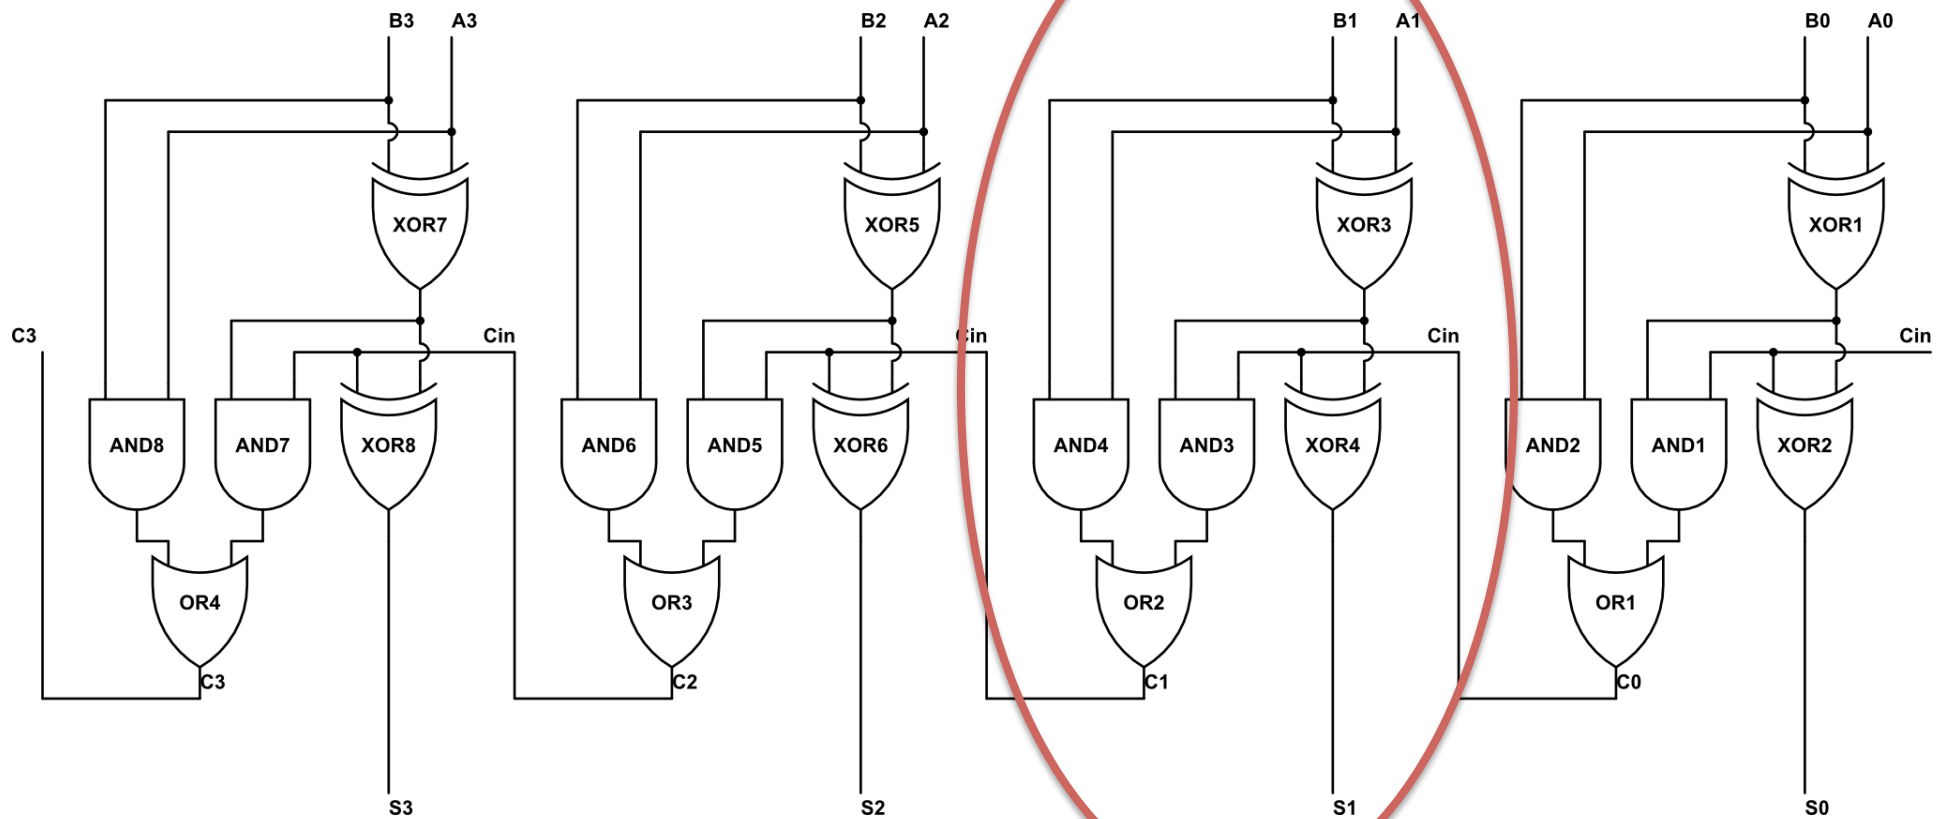 B3 A3 B2 A2 B1 A1 B0 A0
XOR7 XOR5 XOR3 XOR1
C3 Cin Cin Cin Cin
AND8 AND7 XOR8 AND6 AND5 XOR6 AND4 AND3 XOR4 AND2 AND1 XOR2
OR4 OR3 OR2 OR1
C3 C2 C1 C0
S3 S2 S1 S0